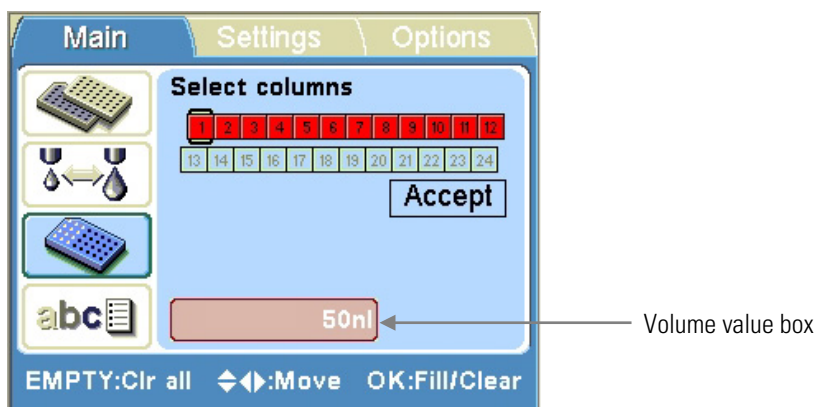 Main Settings Options
Select columns
1 2 3 4 5 6 7 8 9 10 11 12
13 14 15 16 17 18 19 20 21 22 23 24
Accept
abc
50nl
Volume value box
EMPTY:Clr all :Move OK:Fill/Clear